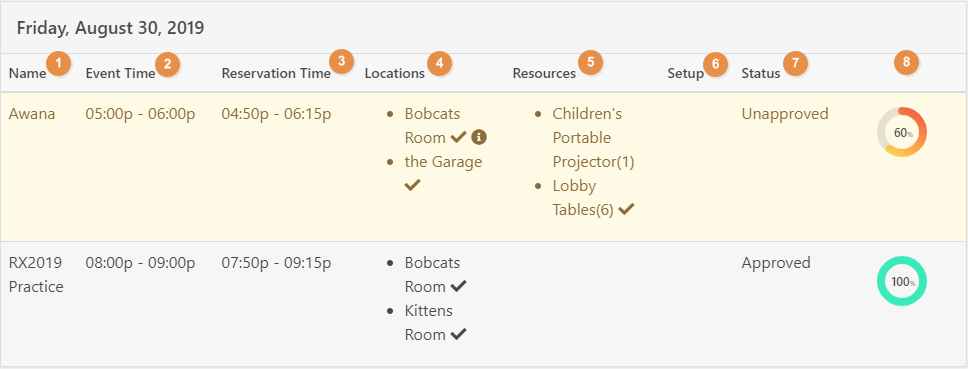 Friday, August 30, 2019
Name 1 Event Time 2 Reservation Time 3 Locations 4 Resources 5 Setup 6 Status 7 8
Awana 05:00p - 06:00p 04:50p - 06:15p • Bobcats • Children's Unapproved
Room ✔ i Portable 60%
• the Garage Projector(1)
✔ • Lobby
Tables(6) ✔
RX2019 08:00p - 09:00p 07:50p - 09:15p • Bobcats Approved
Practice Room ✔ 100%
• Kittens
Room ✔